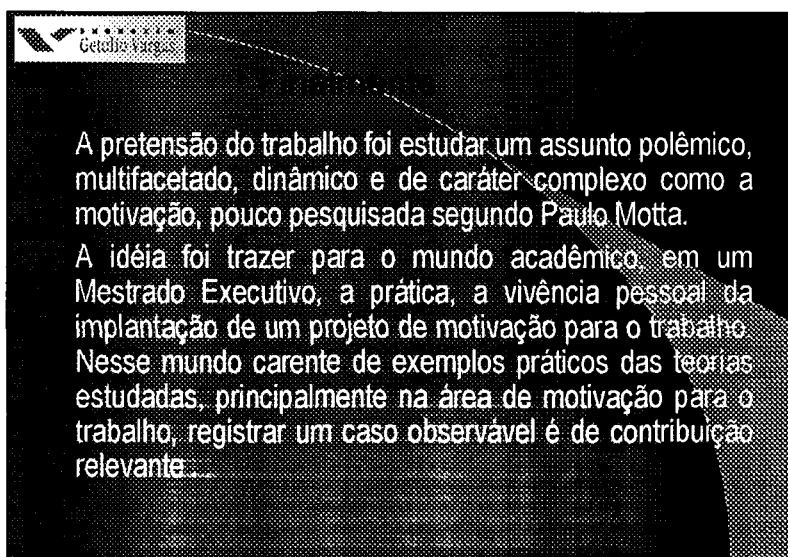 Getulio Vargas
A pretensão do trabalho foi estudar um assunto polêmico,
multifacetado, dinâmico e de caráter complexo como a
motivação, pouco pesquisada segundo Paulo Motta.
A idéia foi trazer para o mundo acadêmico, em um
Mestrado Executivo, a prática, a vivência pessoal da
implantação de um projeto de motivação para o trabalho.
Nesse mundo carente de exemplos práticos das teorias
estudadas, principalmente na área de motivação para o
trabalho, registrar um caso observável é de contribuição
relevante...